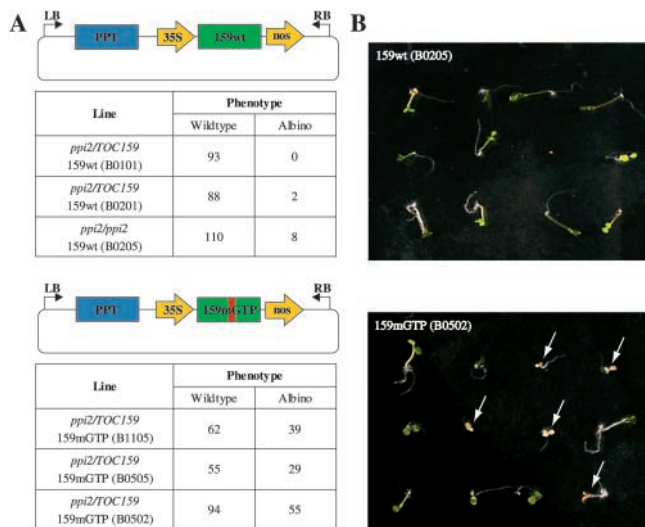 A
LB
RB
PPT
35S
159wt
nos
Line
Phenotype
Wildtype
Albino
ppi2/TOC159
159wt (B0101)
93
0
ppi2/TOC159
159wt (B0201)
88
2
ppi2/ppi2
159wt (B0205)
110
8
LB
RB
PPT
35S
159mGTP
nos
Line
Phenotype
Wildtype
Albino
ppi2/TOC159
159mGTP (B1105)
62
39
ppi2/TOC159
159mGTP (B0505)
55
29
ppi2/TOC159
159mGTP (B0502)
94
55
B
159wt (B0205)
159mGTP (B0502)